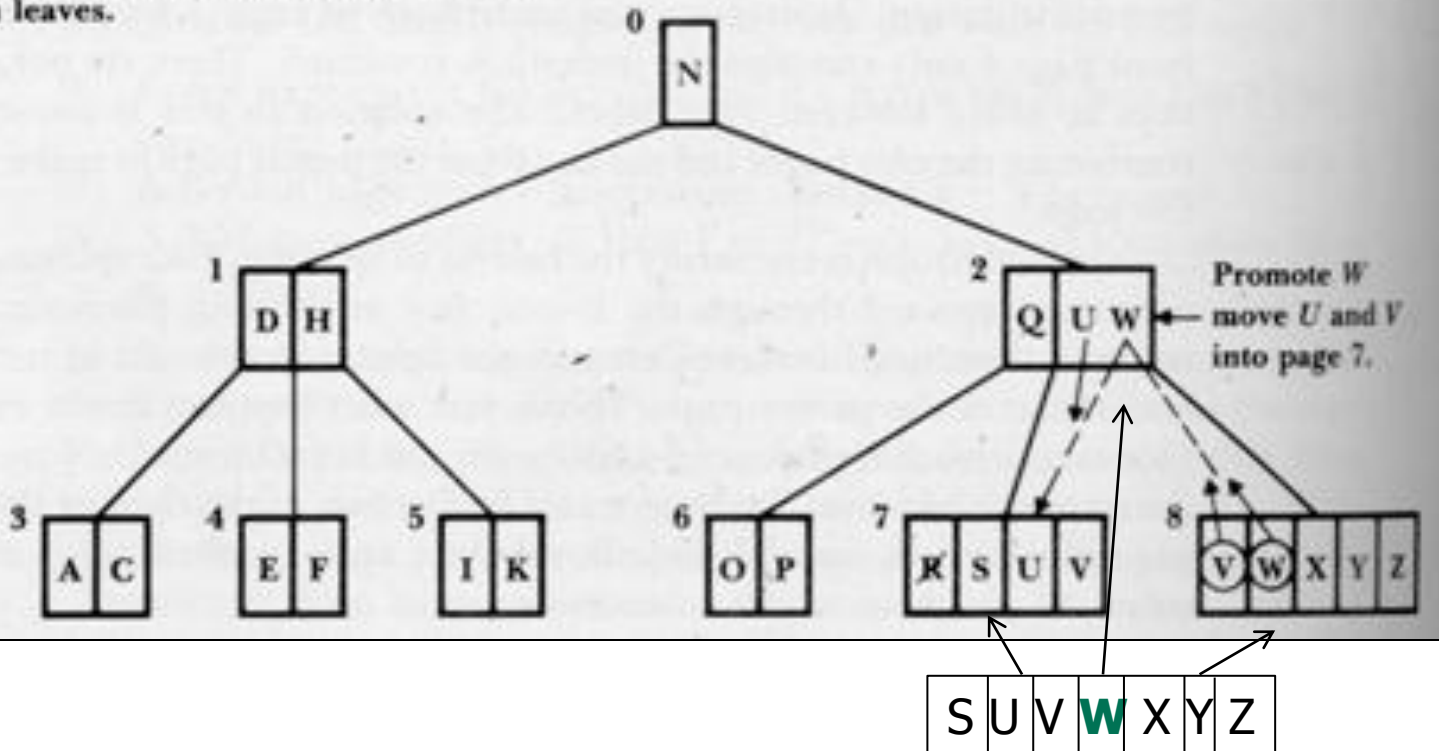 leaves.
0
N
1
D H
2
Q U W
Promote W
move U and V
into page 7.
3
A C
4
E F
5
I K
6
O P
7
R S U V
8
V W X Y Z
S U V W X Y Z